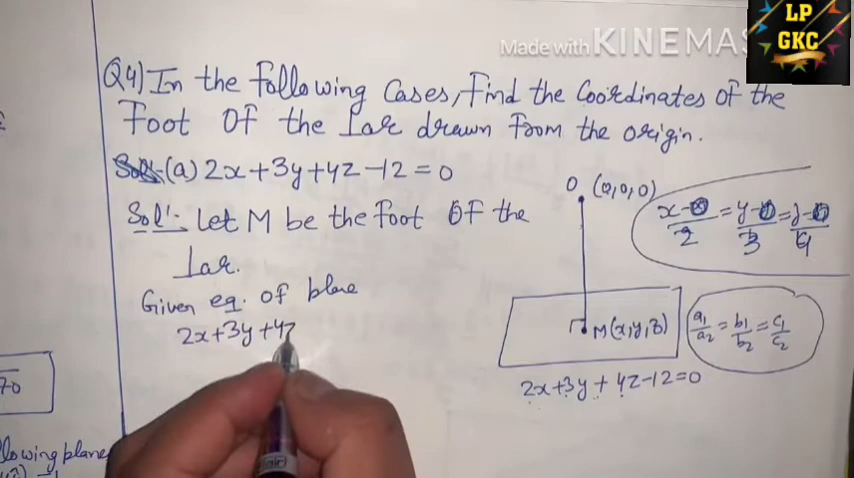 Made with KINEMAS
LP
GKC
Q4) In the following Cases, Find the Coordinates of the
Foot Of the ⊥ar drawn from the origin.
(a) 2x+3y+4z-12=0
Sol':- Let M be the Foot Of the
⊥ar.
Given eq. of plane
2x+3y+4z
O (0,0,0)
x-0/2 = y-0/3 = z-0/4
M(x,y,z)
a1/a2 = b1/b2 = c1/c2
2x+3y+4z-12=0
70
llowing plane